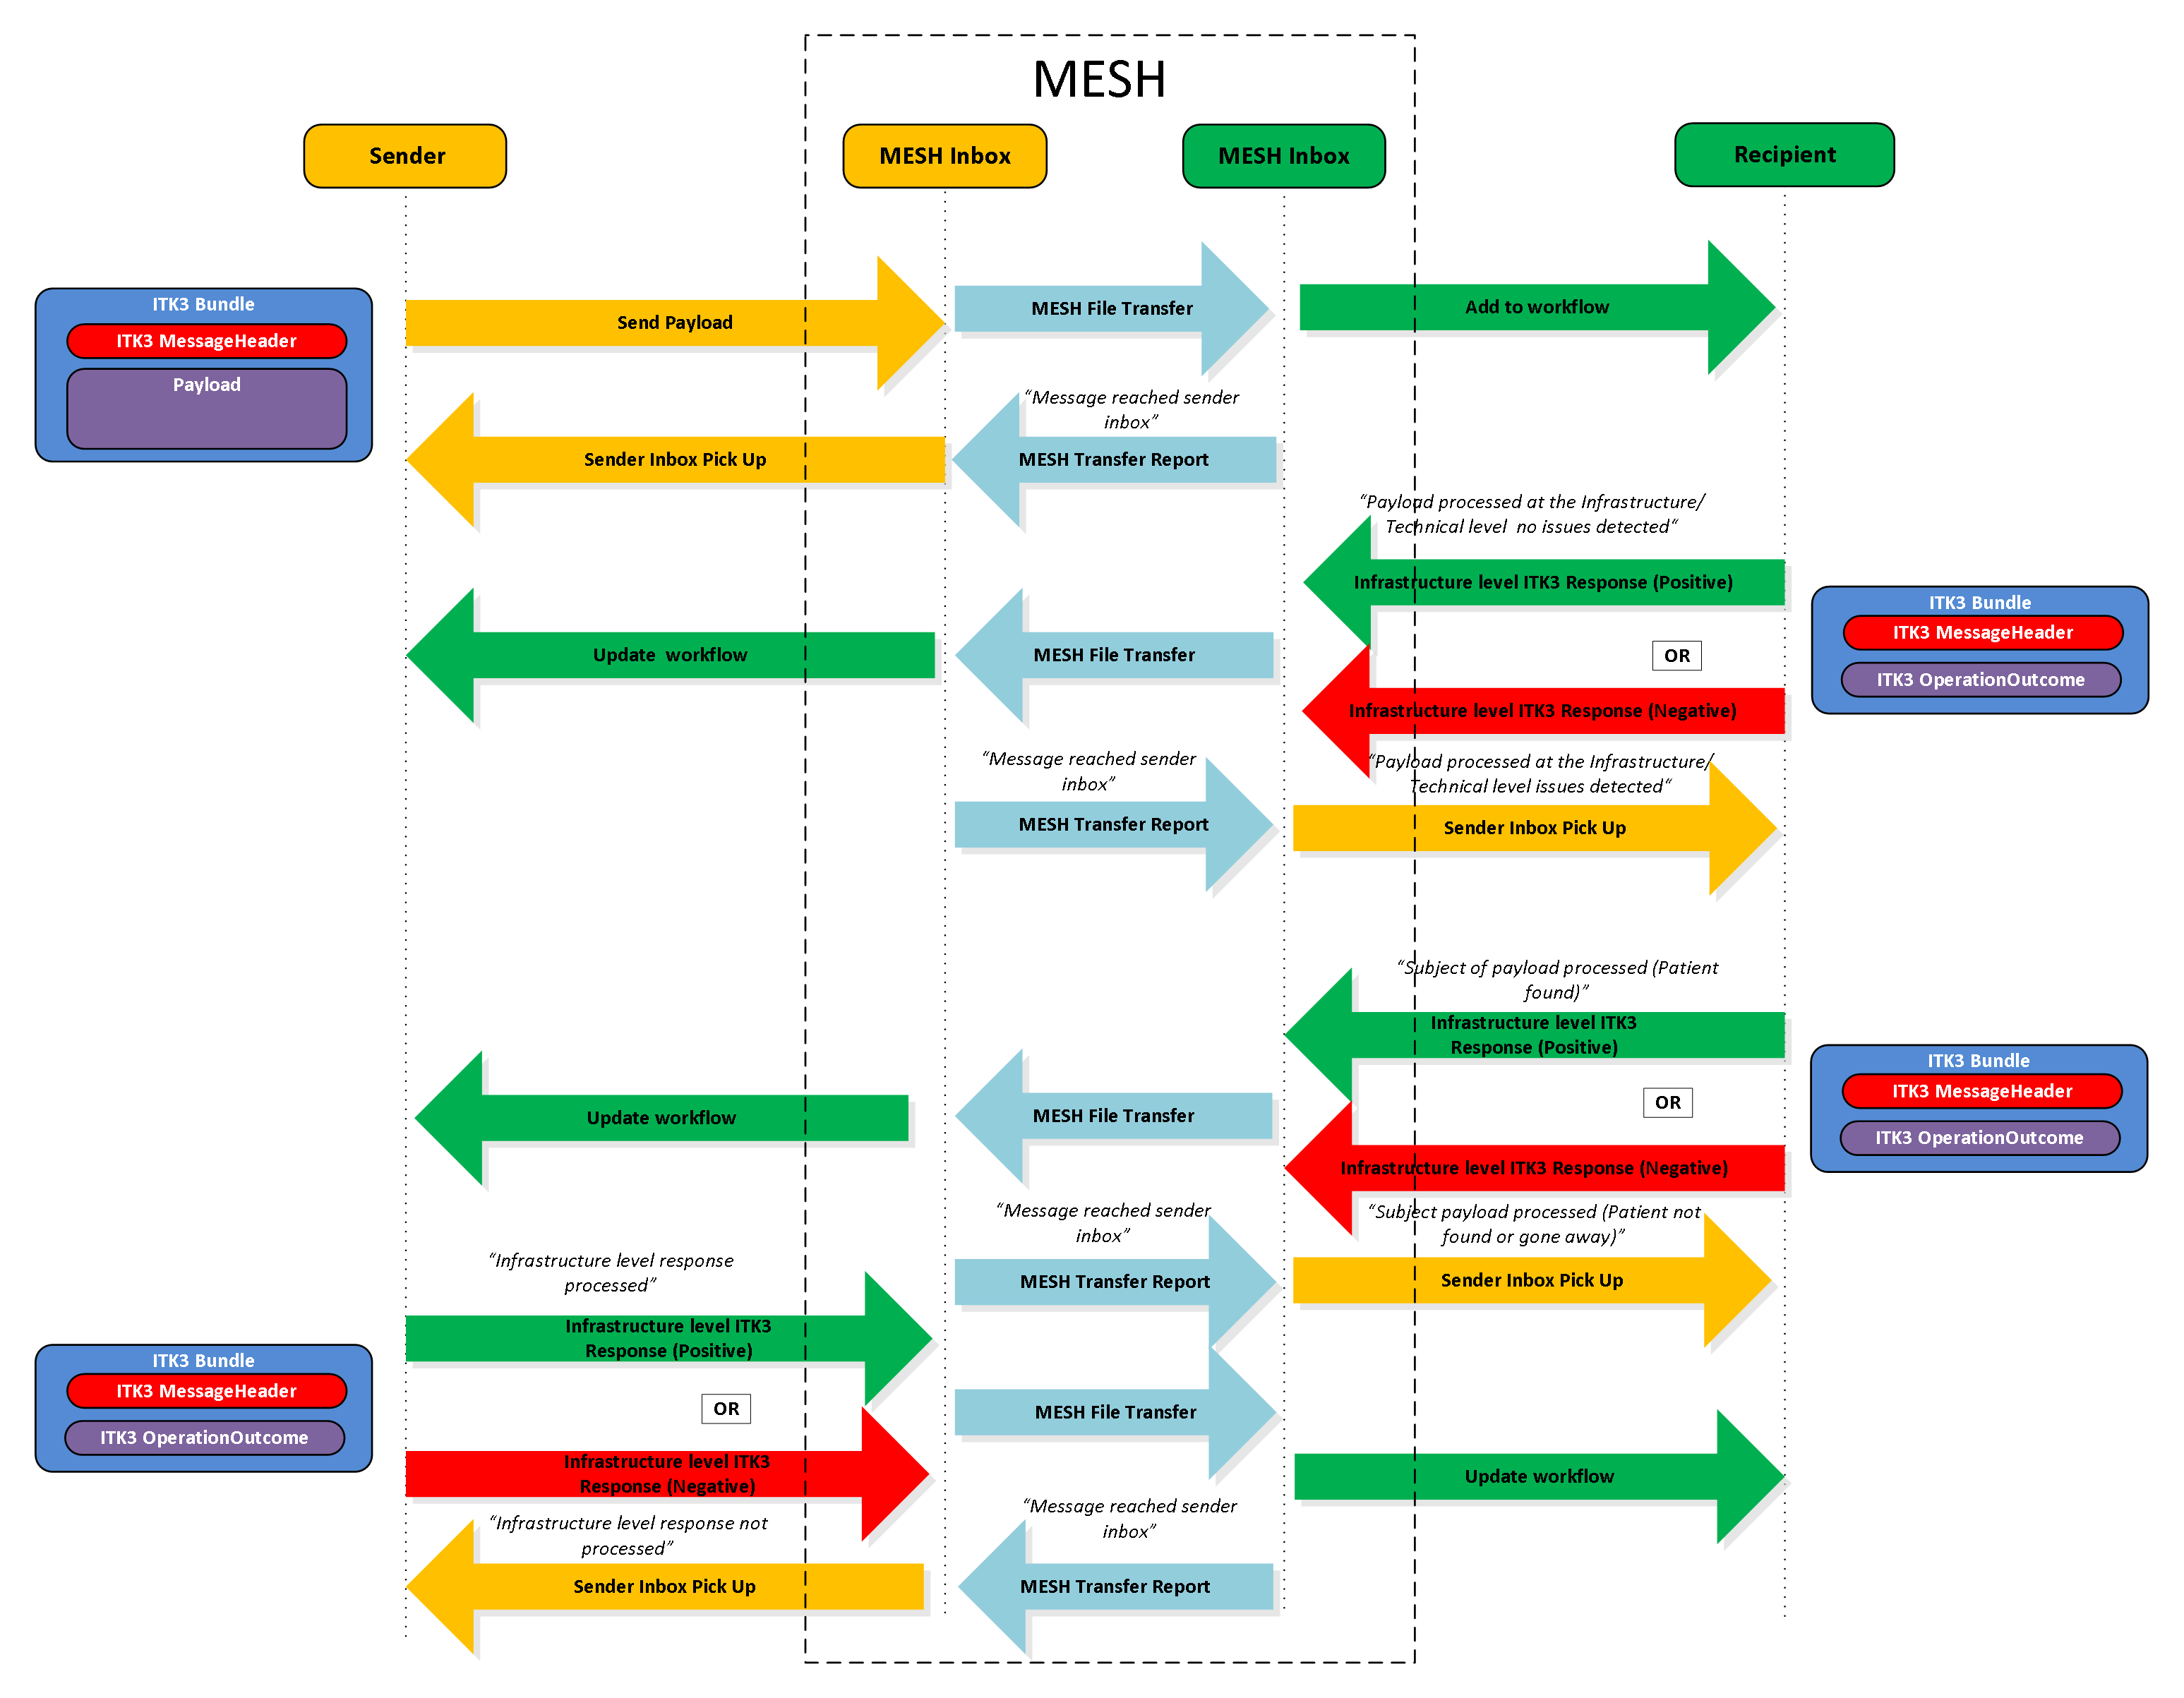 MESH
Sender
MESH Inbox
MESH Inbox
Recipient
ITK3 Bundle
ITK3 MessageHeader
Payload
Send Payload
MESH File Transfer
Add to workflow
“Message reached sender
inbox”
Sender Inbox Pick Up
MESH Transfer Report
“Payload processed at the Infrastructure/
Technical level  no issues detected“
Infrastructure level ITK3 Response (Positive)
Update  workflow
MESH File Transfer
OR
ITK3 Bundle
ITK3 MessageHeader
ITK3 OperationOutcome
Infrastructure level ITK3 Response (Negative)
“Message reached sender
inbox”
“Payload processed at the Infrastructure/
Technical level issues detected“
MESH Transfer Report
Sender Inbox Pick Up
“Subject of payload processed (Patient
found)”
Infrastructure level ITK3
Response (Positive)
Update workflow
MESH File Transfer
OR
ITK3 Bundle
ITK3 MessageHeader
ITK3 OperationOutcome
Infrastructure level ITK3 Response (Negative)
“Message reached sender
inbox”
“Subject payload processed (Patient not
found or gone away)”
MESH Transfer Report
Sender Inbox Pick Up
“Infrastructure level response
processed”
Infrastructure level ITK3
Response (Positive)
ITK3 Bundle
ITK3 MessageHeader
ITK3 OperationOutcome
OR
MESH File Transfer
Infrastructure level ITK3
Response (Negative)
Update workflow
“Infrastructure level response not
processed”
“Message reached sender
inbox”
Sender Inbox Pick Up
MESH Transfer Report